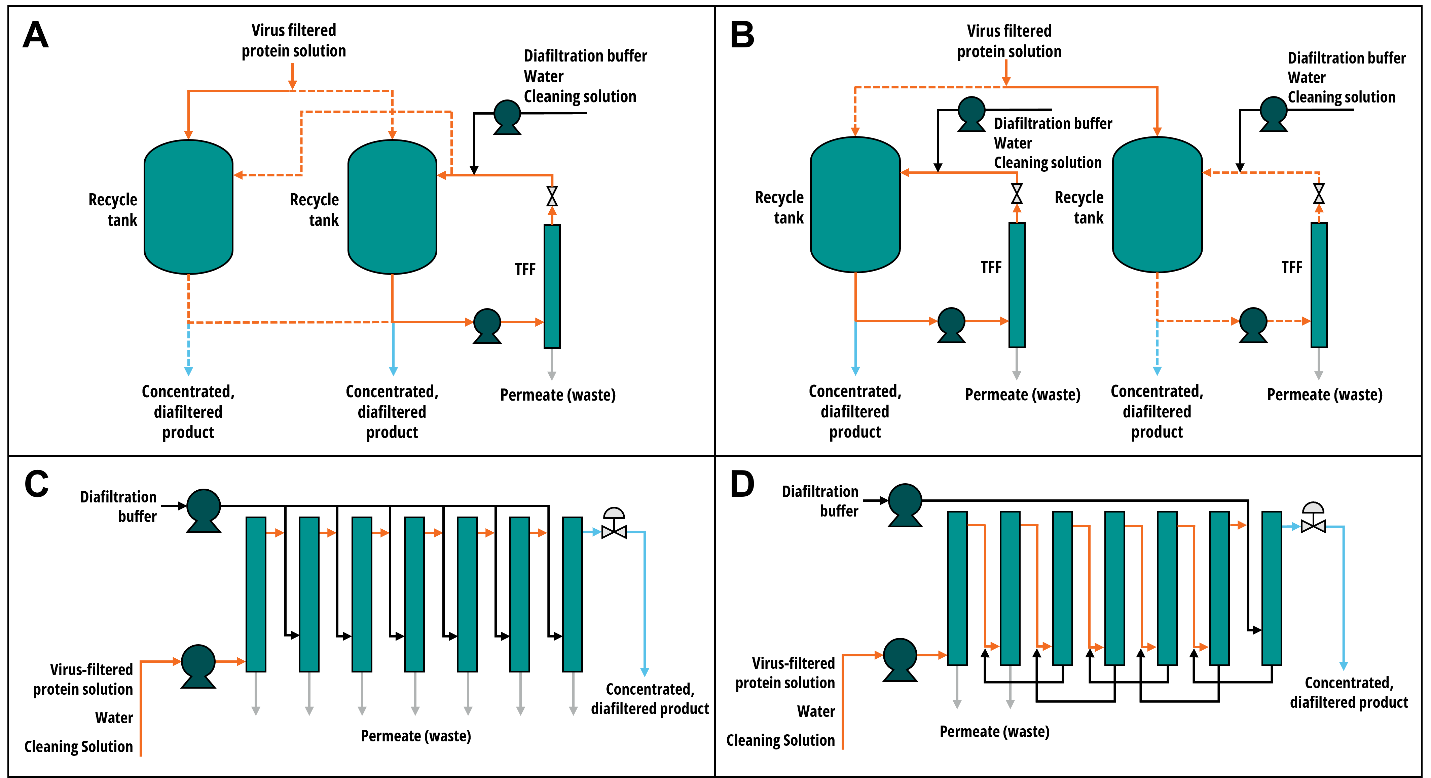 A
Virus filtered
protein solution
Diafiltration buffer
Water
Cleaning solution
Recycle
tank
Recycle
tank
TFF
Concentrated,
diafiltered
product
Concentrated,
diafiltered
product
Permeate (waste)
B
Virus filtered
protein solution
Diafiltration buffer
Water
Cleaning solution
Diafiltration buffer
Water
Cleaning solution
Recycle
tank
Recycle
tank
TFF
TFF
Concentrated,
diafiltered
product
Permeate (waste)
Concentrated,
diafiltered
product
Permeate (waste)
C
Diafiltration
buffer
Virus-filtered
protein solution
Water
Cleaning Solution
Permeate (waste)
Concentrated,
diafiltered product
D
Diafiltration
buffer
Virus-filtered
protein solution
Water
Cleaning Solution
Permeate (waste)
Concentrated,
diafiltered product